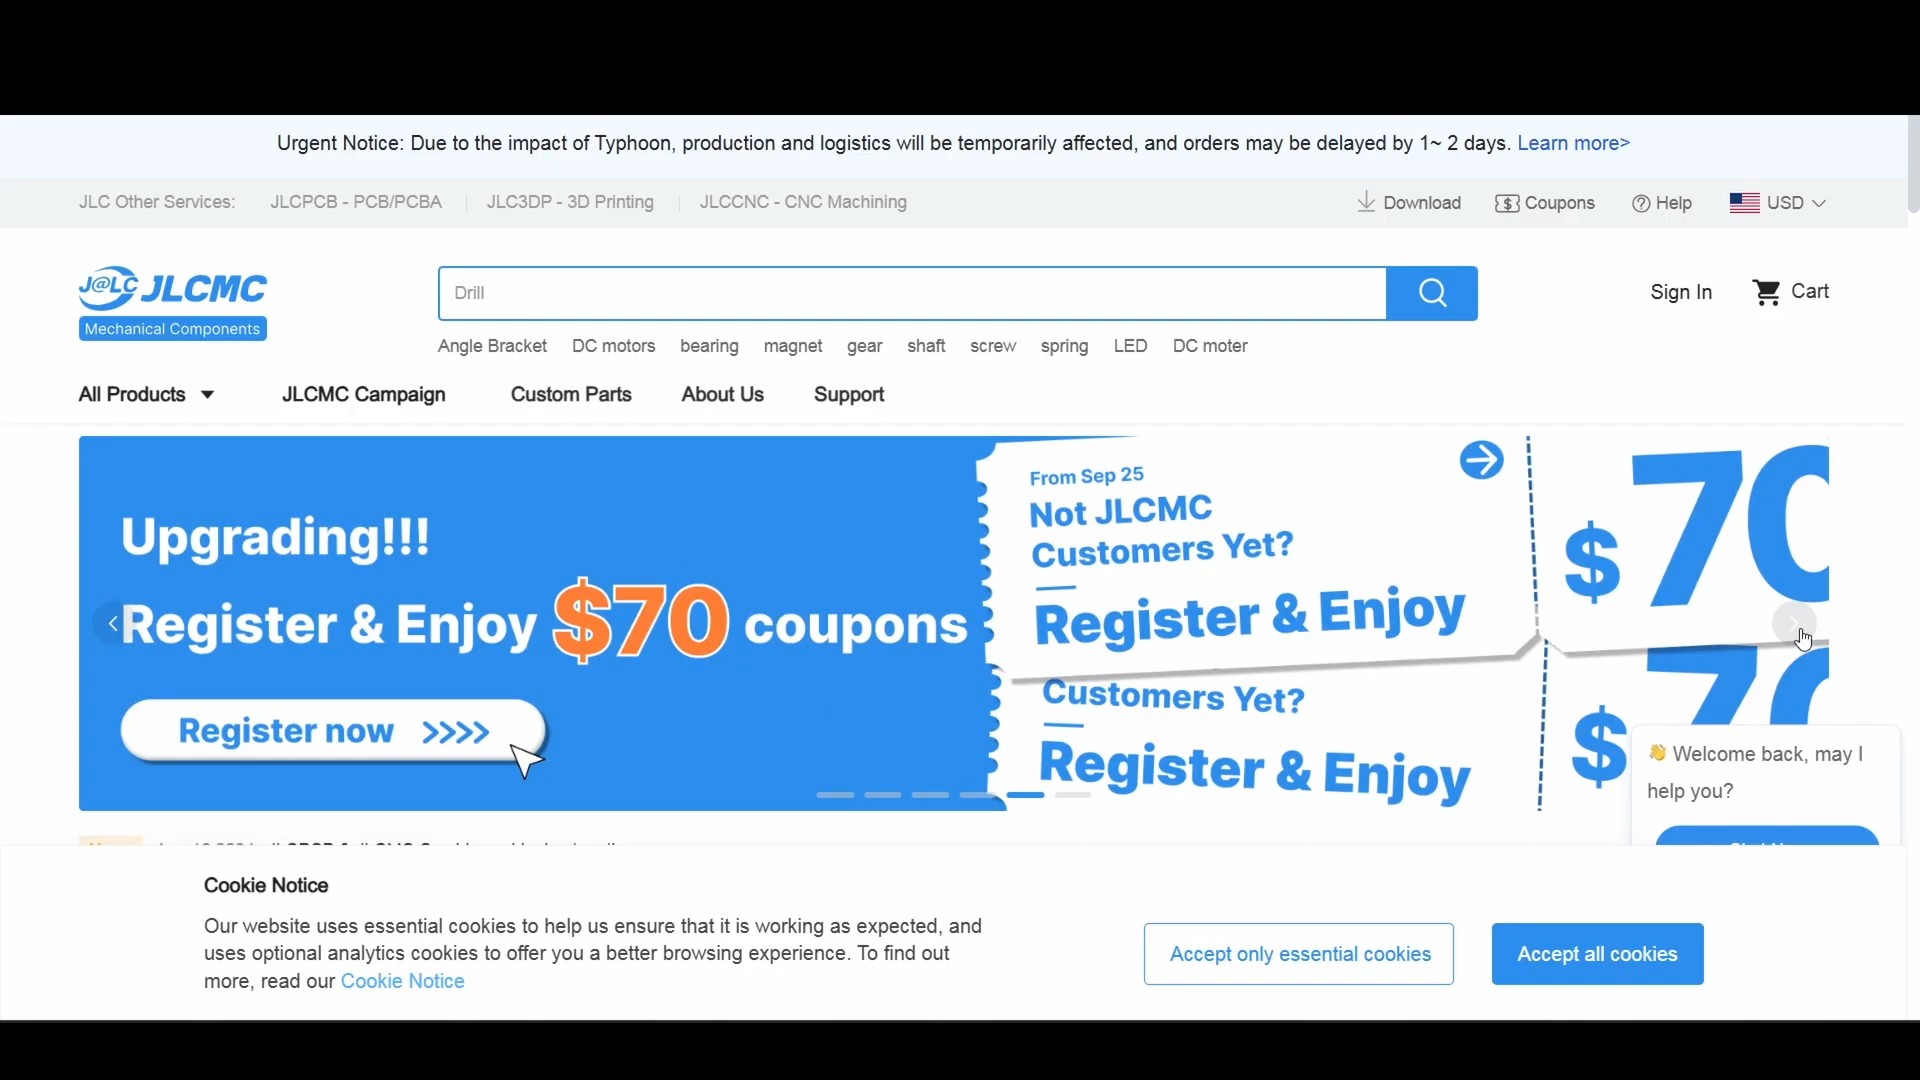 Urgent Notice: Due to the impact of Typhoon, production and logistics will be temporarily affected, and orders may be delayed by 1~ 2 days. Learn more>
JLC Other Services: JLCPCB - PCB/PCBA JLC3DP - 3D Printing JLCCNC - CNC Machining Download Coupons Help USD
J@LC JLCMC
Mechanical Components
Drill
Sign In Cart
Angle Bracket DC motors bearing magnet gear shaft screw spring LED DC moter
All Products JLCMC Campaign Custom Parts About Us Support
Upgrading!!!
Register & Enjoy $70 coupons
Register now >>>>
From Sep 25
Not JLCMC
Customers Yet?
Register & Enjoy
$70
Customers Yet?
Register & Enjoy
$70
👋 Welcome back, may I
help you?
Cookie Notice
Our website uses essential cookies to help us ensure that it is working as expected, and
uses optional analytics cookies to offer you a better browsing experience. To find out
more, read our Cookie Notice
Accept only essential cookies
Accept all cookies